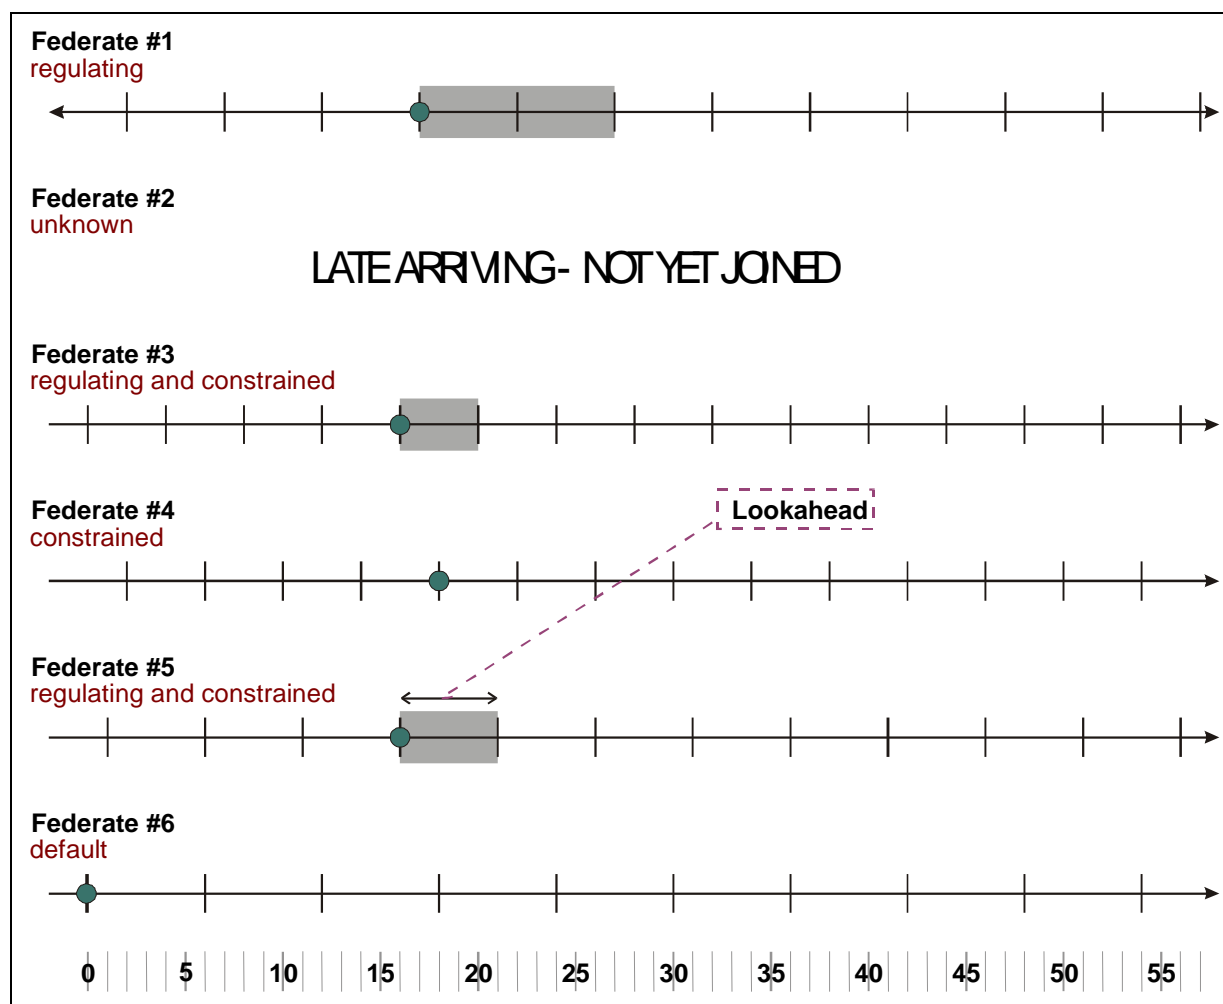 Federate #1
regulating
Federate #2
unknown
LATE ARRIVING - NOT YET JOINED
Federate #3
regulating and constrained
Federate #4
constrained
Lookahead
Federate #5
regulating and constrained
Federate #6
default
0 5 10 15 20 25 30 35 40 45 50 55